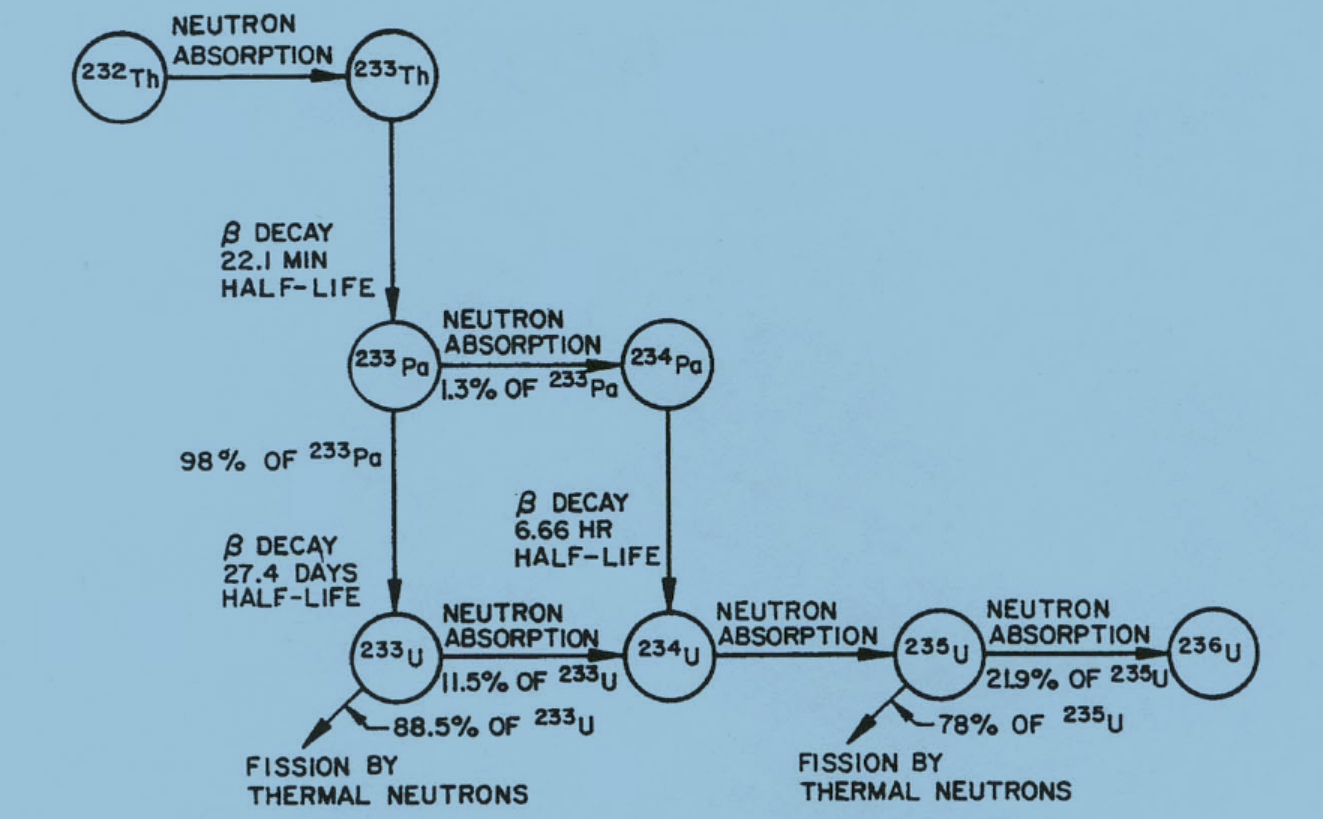 NEUTRON
ABSORPTION
²³²Th
²³³Th
β DECAY
22.1 MIN
HALF-LIFE
NEUTRON
ABSORPTION
²³³Pa
²³⁴Pa
1.3% OF ²³³Pa
98% OF ²³³Pa
β DECAY
6.66 HR
HALF-LIFE
β DECAY
27.4 DAYS
HALF-LIFE
NEUTRON
ABSORPTION
NEUTRON
ABSORPTION
NEUTRON
ABSORPTION
²³³U
²³⁴U
²³⁵U
²³⁶U
11.5% OF ²³³U
21.9% OF ²³⁵U
88.5% OF ²³³U
78% OF ²³⁵U
FISSION BY
THERMAL NEUTRONS
FISSION BY
THERMAL NEUTRONS